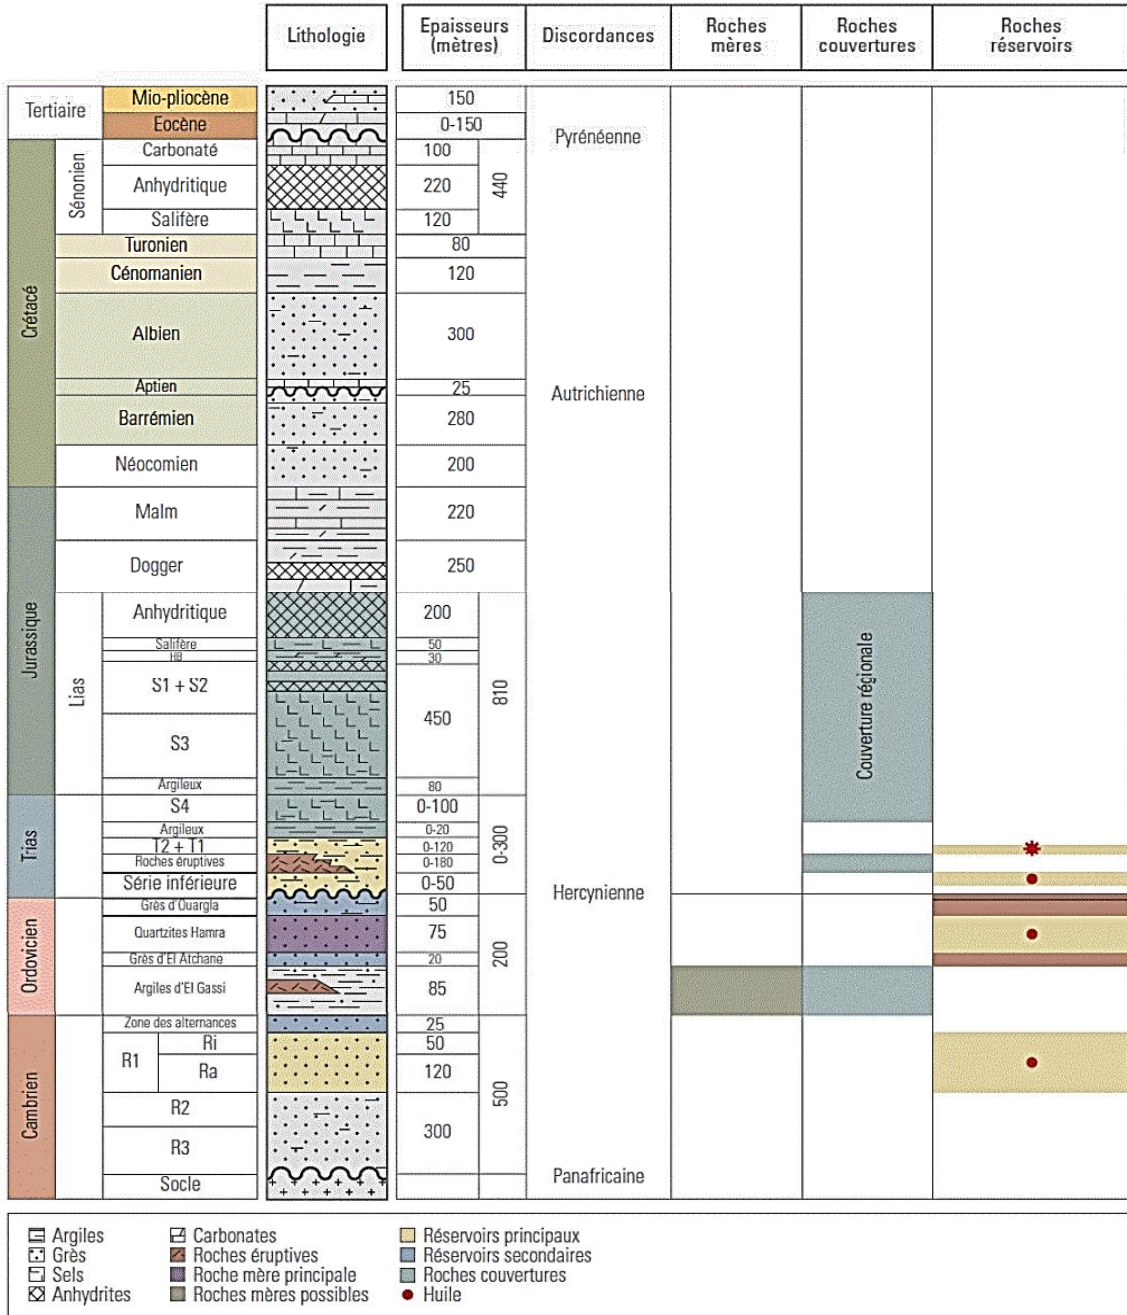 Lithologie
Epaisseurs
(mètres)
Discordances
Roches
mères
Roches
couvertures
Roches
réservoirs
Tertiaire
Mio-pliocène
150
Eocène
0-150
Pyrénéenne
Crétacé
Sénonien
Carbonaté
100
440
Anhydritique
220
Salifère
120
Turonien
80
Cénomanien
120
Albien
300
Aptien
25
Autrichienne
Barrémien
280
Néocomien
200
Jurassique
Malm
220
Dogger
250
Lias
Anhydritique
200
810
Couverture régionale
Salifère
50
HB
30
S1 + S2
450
S3
Argileux
80
Trias
S4
0-100
0-300
Argileux
0-20
T2 + T1
0-120
Roches éruptives
0-180
Série inférieure
0-50
Hercynienne
Ordovicien
Grès d'Ouargla
50
200
Quartzites Hamra
75
Grès d'El Atchane
20
Argiles d'El Gassi
85
Cambrien
Zone des alternances
25
500
R1
Ri
50
Ra
120
R2
300
R3
Panafricaine
Socle
Argiles
Grès
Sels
Anhydrites
Carbonates
Roches éruptives
Roche mère principale
Roches mères possibles
Réservoirs principaux
Réservoirs secondaires
Roches couvertures
Huile